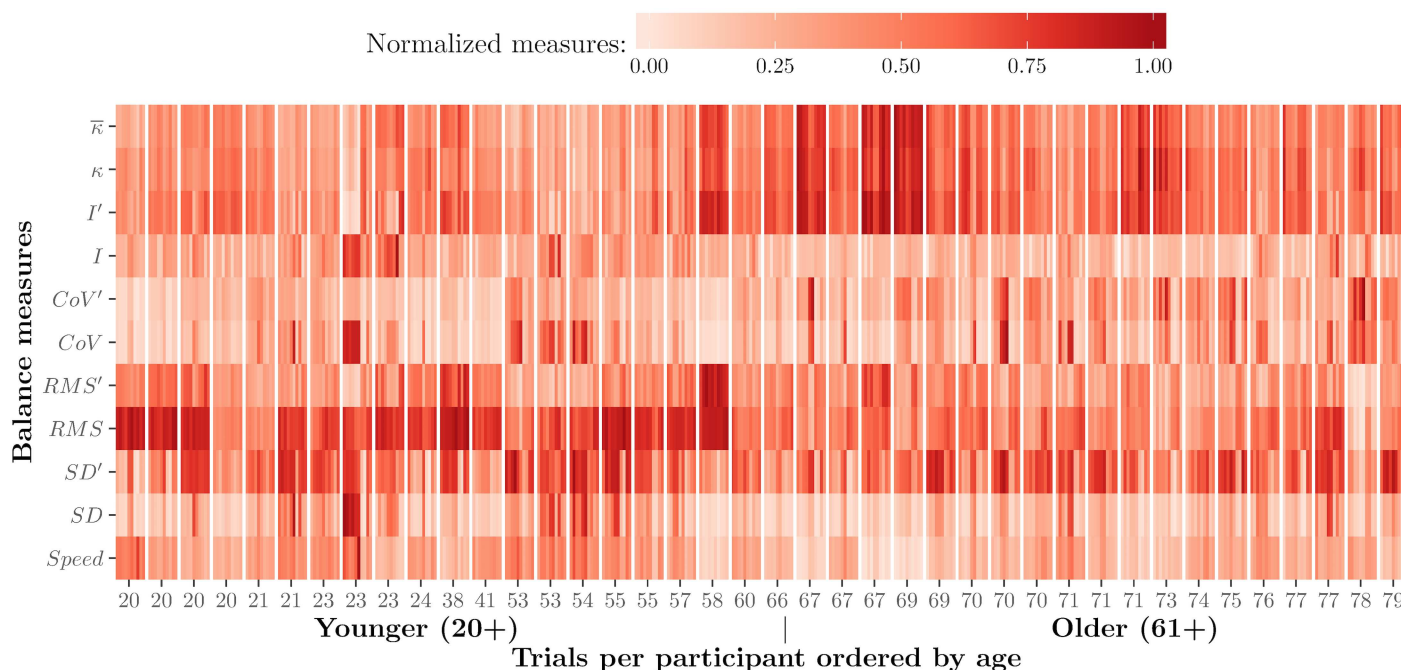 Normalized measures:
0.00 0.25 0.50 0.75 1.00
Balance measures
κ̅
κ
I′
I
CoV′
CoV
RMS′
RMS
SD′
SD
Speed
20 20 20 20 21 21 23 23 23 24 38 41 53 53 54 55 55 57 58 60 66 67 67 67 69 69 70 70 70 71 71 71 73 74 75 76 77 77 78 79
Younger (20+) | Older (61+)
Trials per participant ordered by age